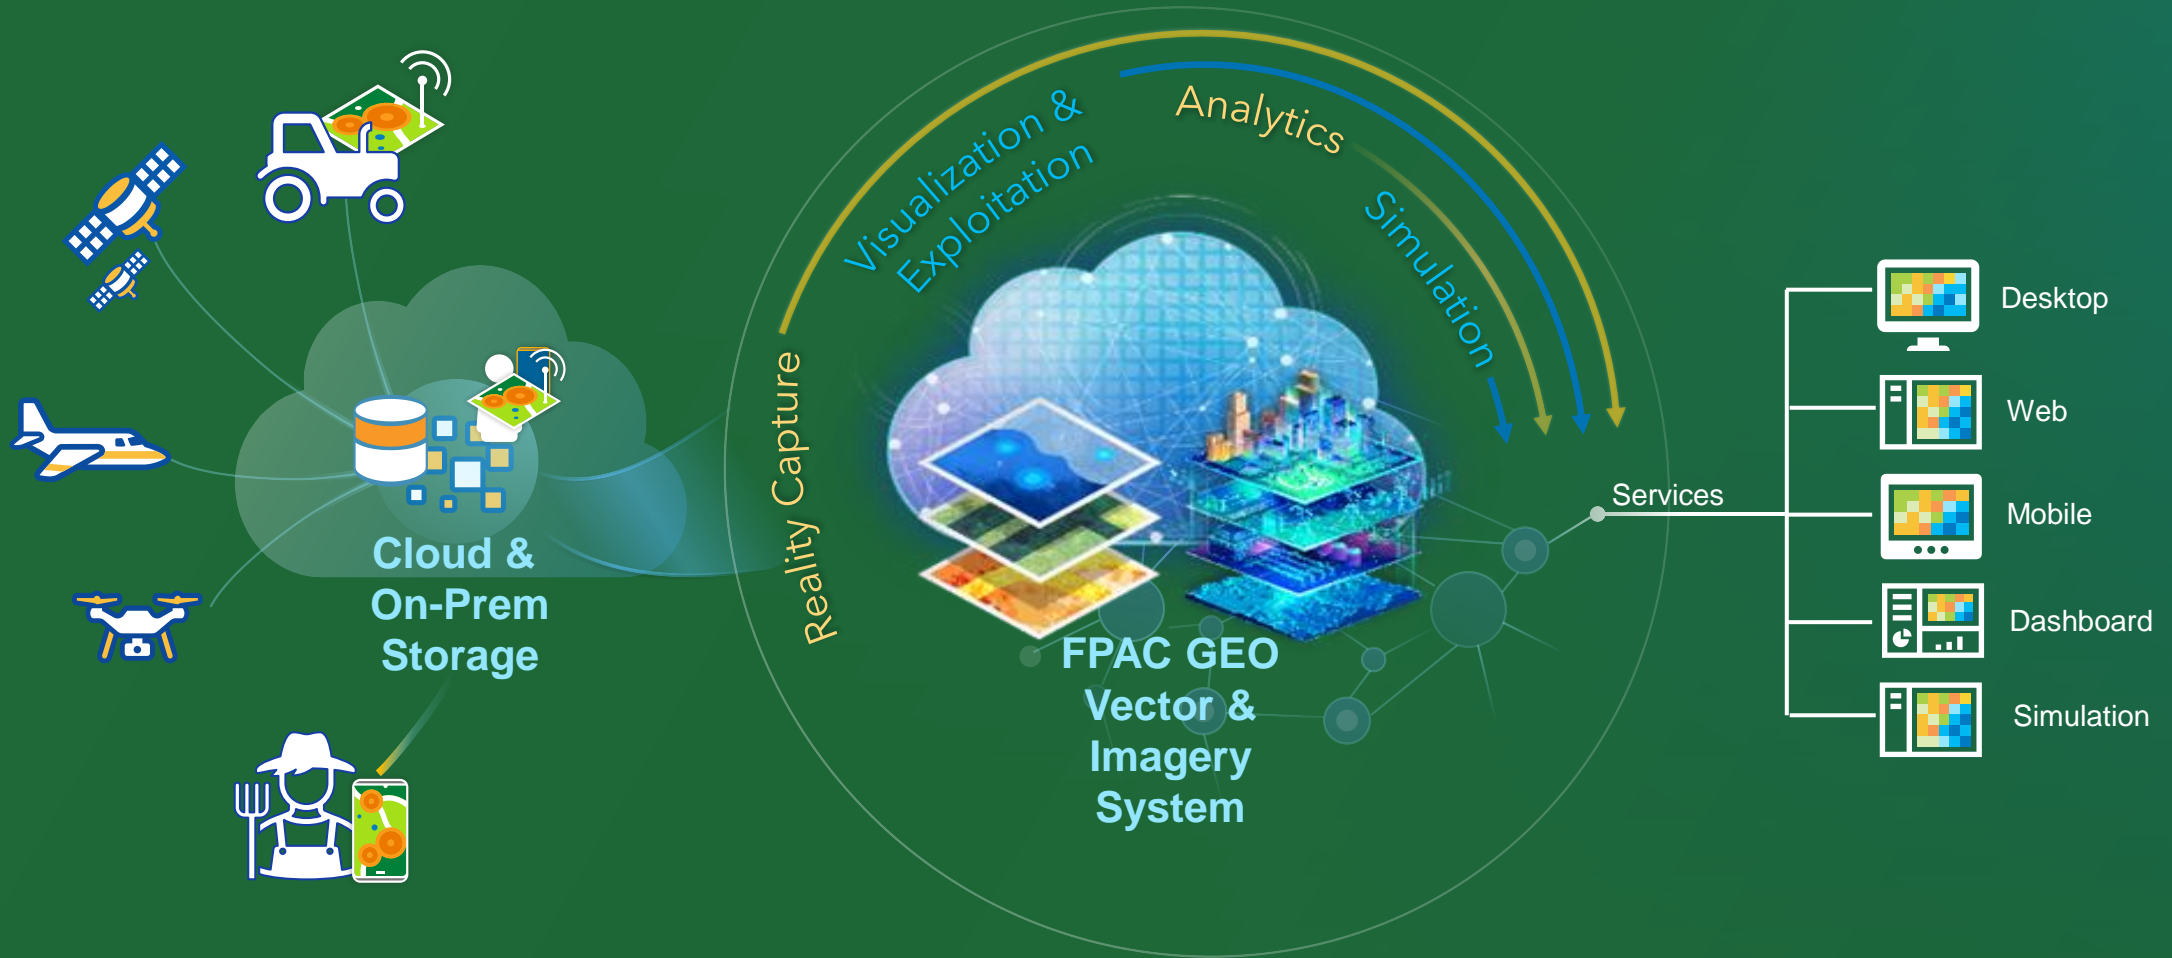 Cloud &
On-Prem
Storage
Reality Capture
Visualization &
Exploitation
Analytics
Simulation
FPAC GEO
Vector &
Imagery
System
Services
Desktop
Web
Mobile
Dashboard
Simulation